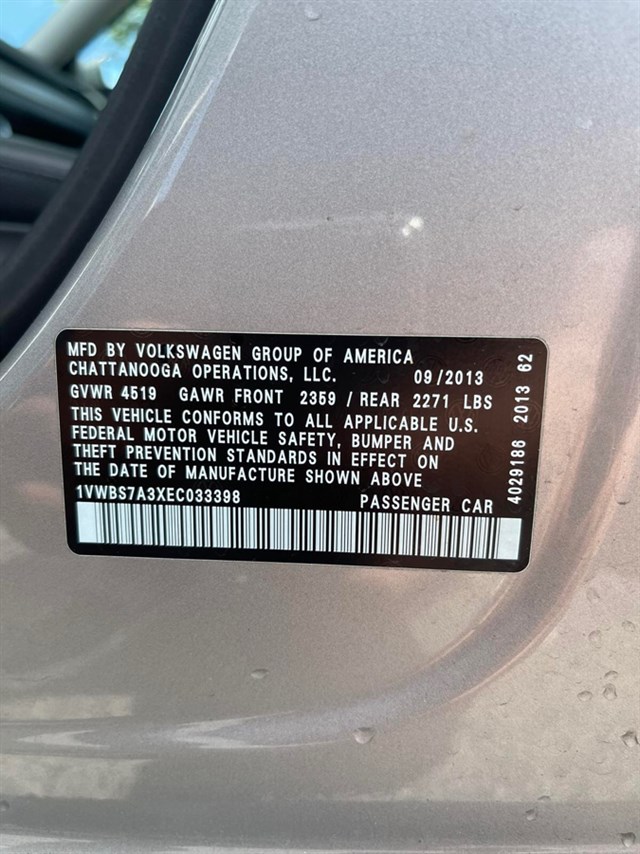 MFD BY VOLKSWAGEN GROUP OF AMERICA
CHATTANOOGA OPERATIONS, LLC. 09/2013
GVWR 4519 GAWR FRONT 2359 / REAR 2271 LBS
THIS VEHICLE CONFORMS TO ALL APPLICABLE U.S.
FEDERAL MOTOR VEHICLE SAFETY, BUMPER AND
THEFT PREVENTION STANDARDS IN EFFECT ON
THE DATE OF MANUFACTURE SHOWN ABOVE
1VWBS7A3XEC033398 PASSENGER CAR
4029186 2013 62